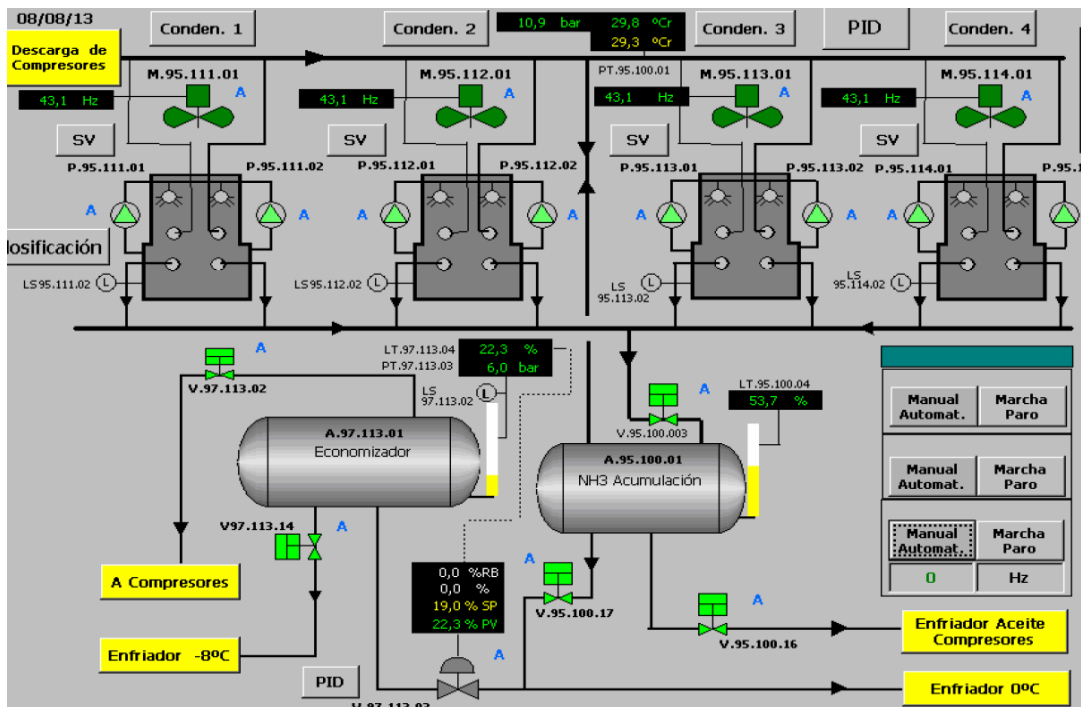 08/08/13
Conden. 1
Conden. 2
10,9 bar 29,8 ºCr
29,3 ºCr
Conden. 3
PID
Conden. 4
Descarga de
Compresores
PT.95.100.01
M.95.111.01
M.95.112.01
M.95.113.01
M.95.114.01
43,1 Hz
A
43,1 Hz
A
43,1 Hz
A
43,1 Hz
A
SV
SV
SV
SV
P.95.111.01
P.95.111.02
P.95.112.01
P.95.112.02
P.95.113.01
P.95.113.02
P.95.114.01
P.95.1
A
A
A
A
A
A
A
A
losificación
LS95.111.02
L
LS95.112.02
L
LS
95.113.02
L
LS
95.114.02
L
A
LT.97.113.04
PT.97.113.03
22,3 %
6,0 bar
V.97.113.02
LS
97.113.02
L
A
V.95.100.003
LT.95.100.04
53,7 %
A.97.113.01
Economizador
A.95.100.01
NH3 Acumulación
Manual
Automat.
Marcha
Paro
Manual
Automat.
Marcha
Paro
Manual
Automat.
Marcha
Paro
0
Hz
V97.113.14
A
A Compresores
0,0 %RB
0,0 %
19,0 % SP
22,3 % PV
A
V.95.100.17
A
V.95.100.16
Enfriador Aceite
Compresores
Enfriador -8ºC
PID
A
Enfriador 0ºC
V.97.113.03